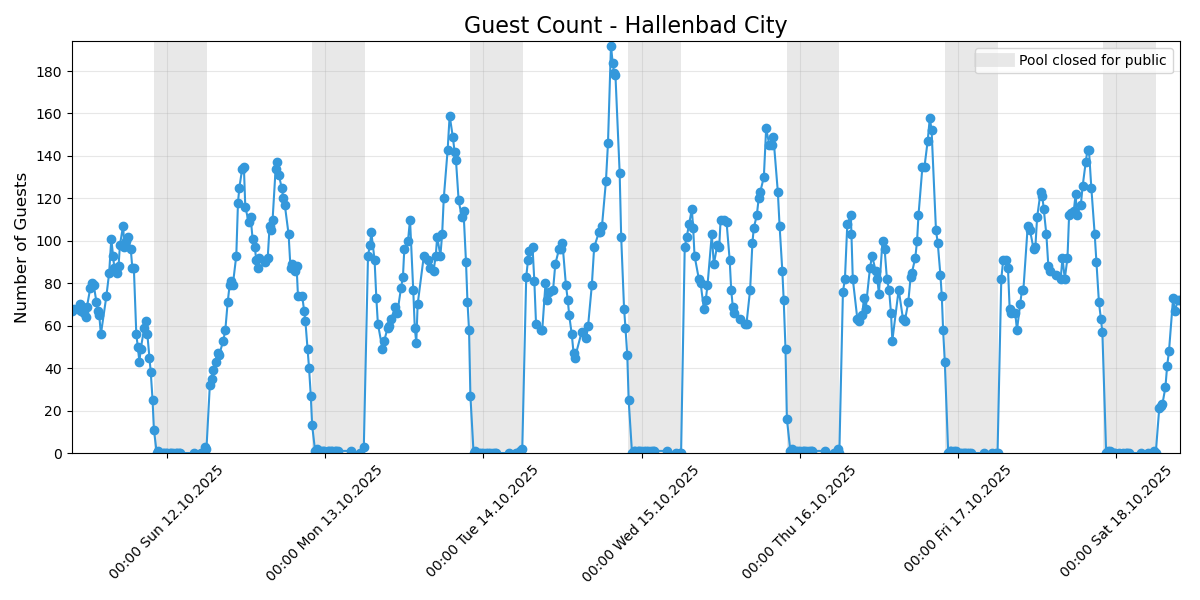 Guest Count - Hallenbad City
Pool closed for public
Number of Guests
180
160
140
120
100
80
60
40
20
0
00:00 Sun 12.10.2025
00:00 Mon 13.10.2025
00:00 Tue 14.10.2025
00:00 Wed 15.10.2025
00:00 Thu 16.10.2025
00:00 Fri 17.10.2025
00:00 Sat 18.10.2025